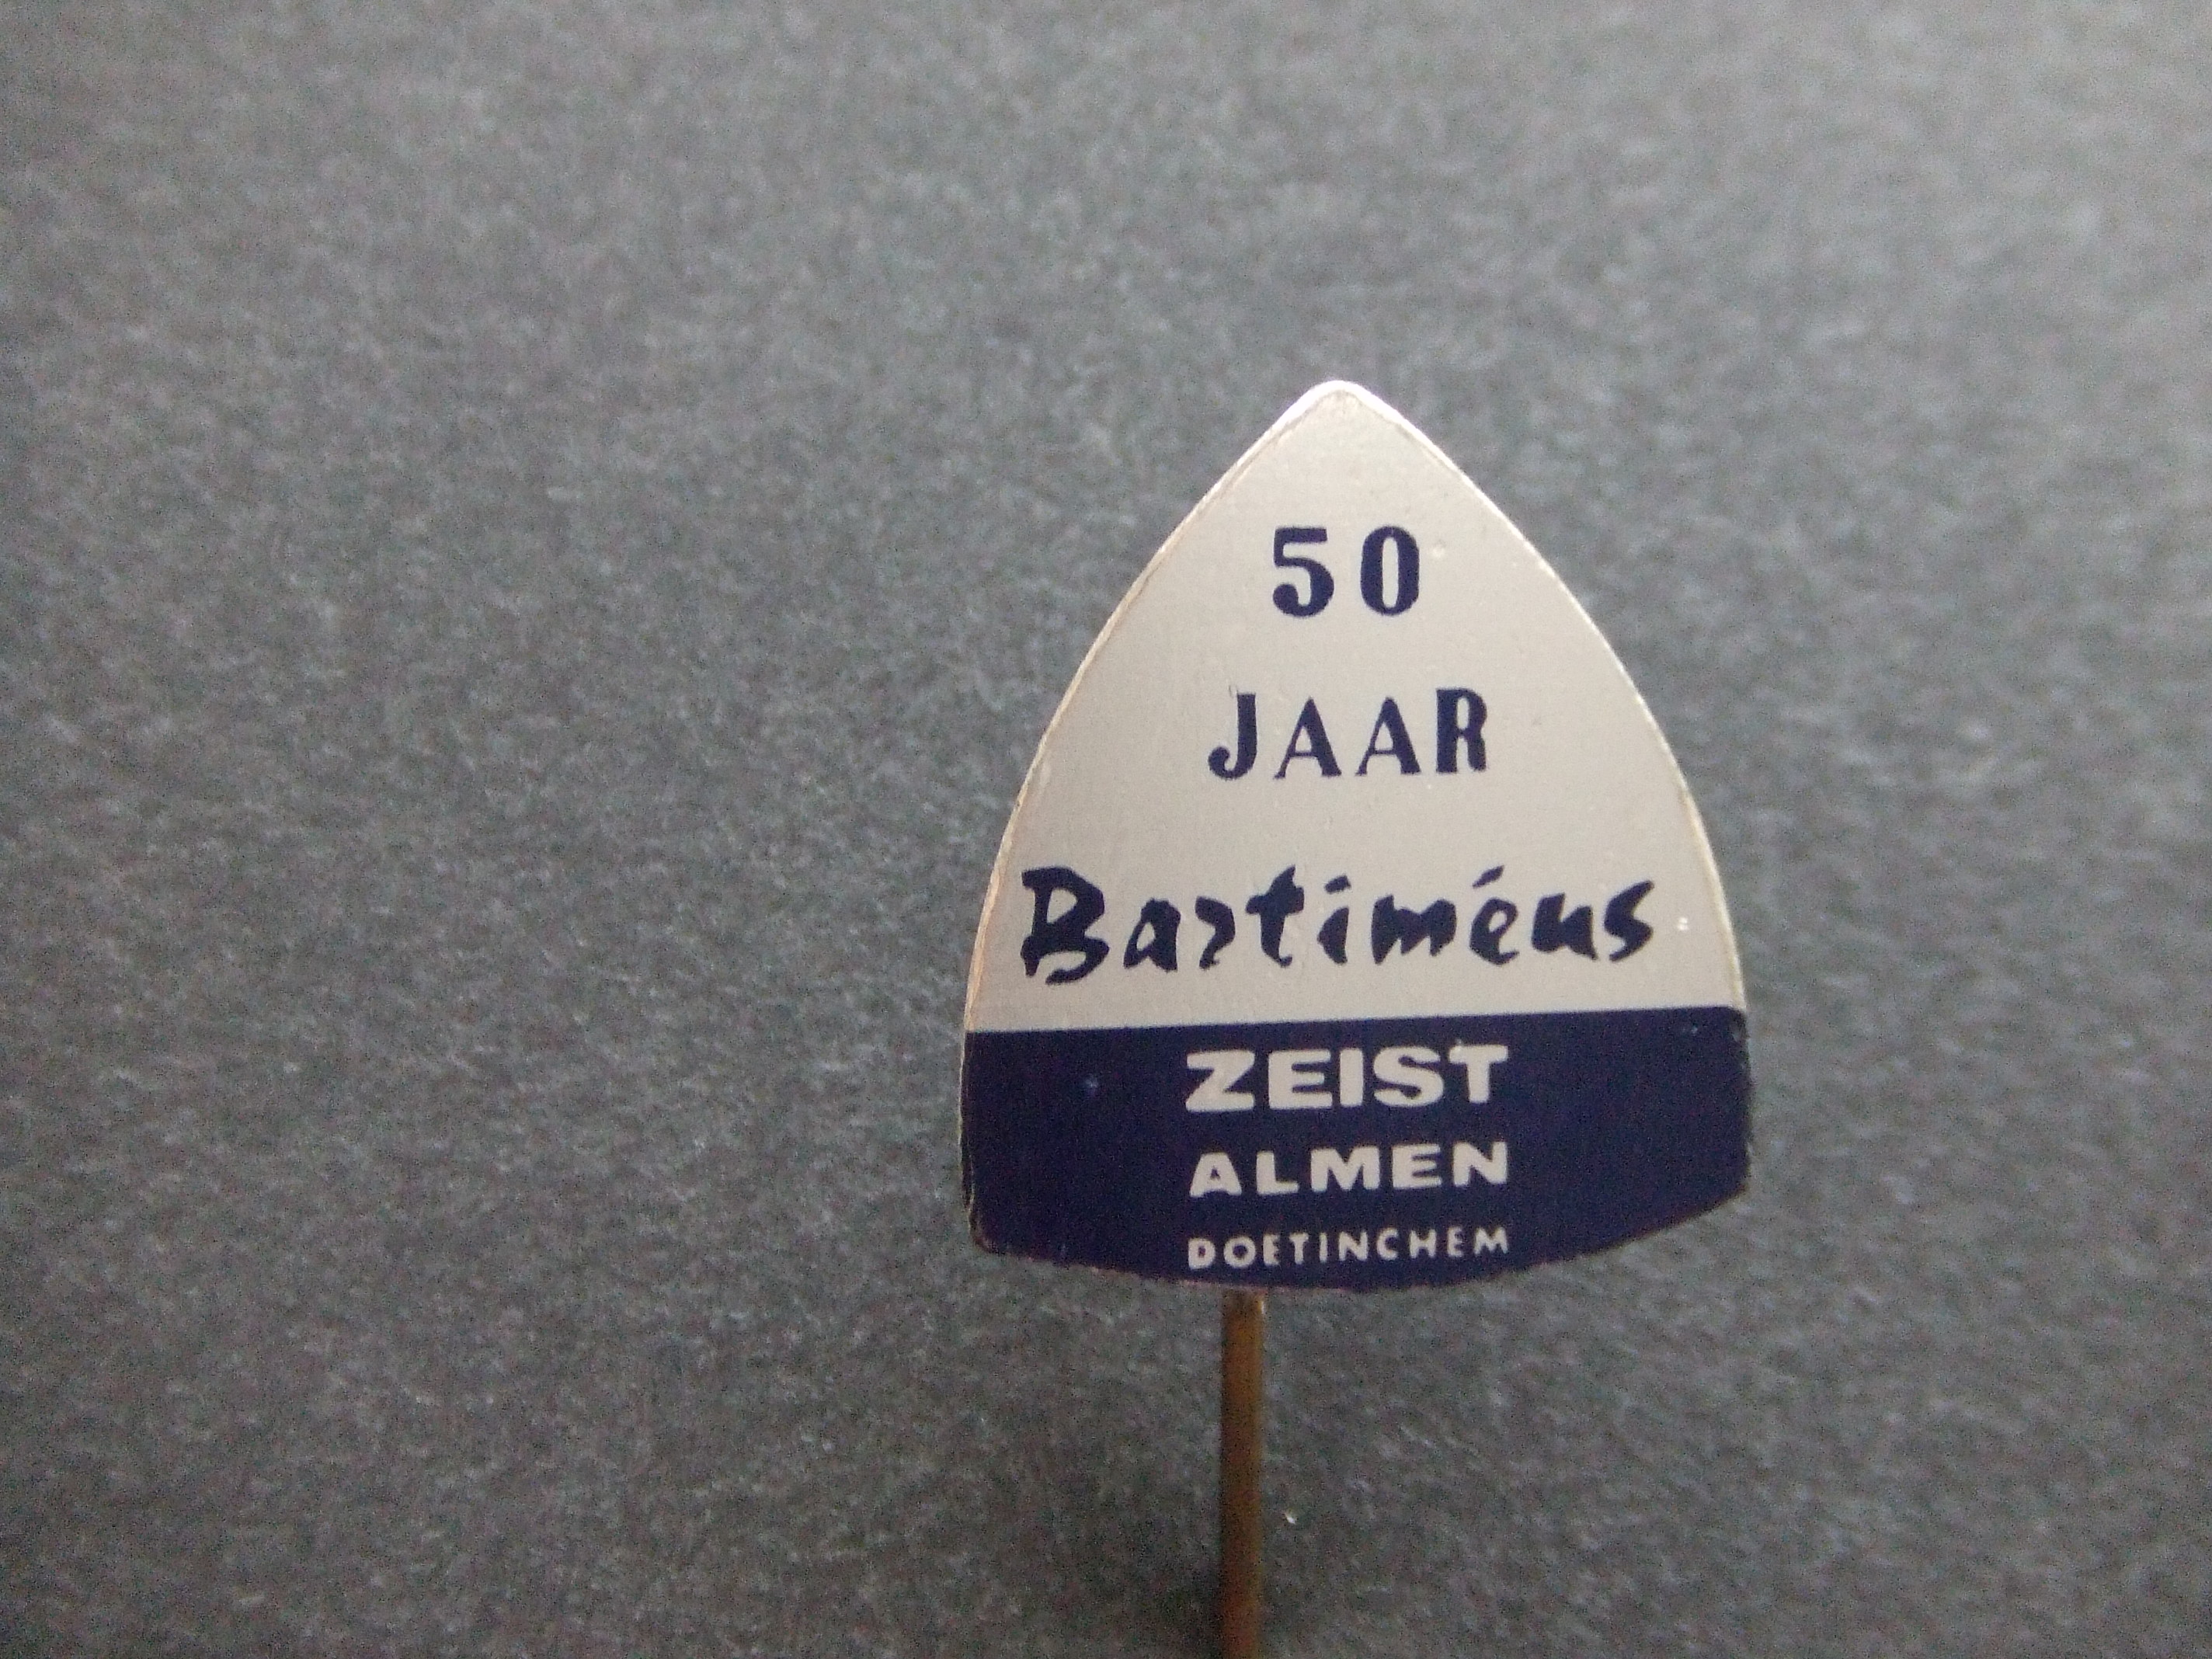 50
JAAR
Bartiméus
ZEIST
ALMEN
DOETINCHEM